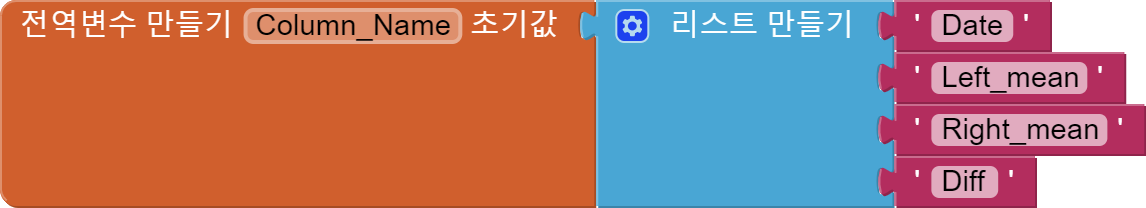 전역변수 만들기 Column_Name 초기값 리스트 만들기 ' Date '
' Left_mean '
' Right_mean '
' Diff '